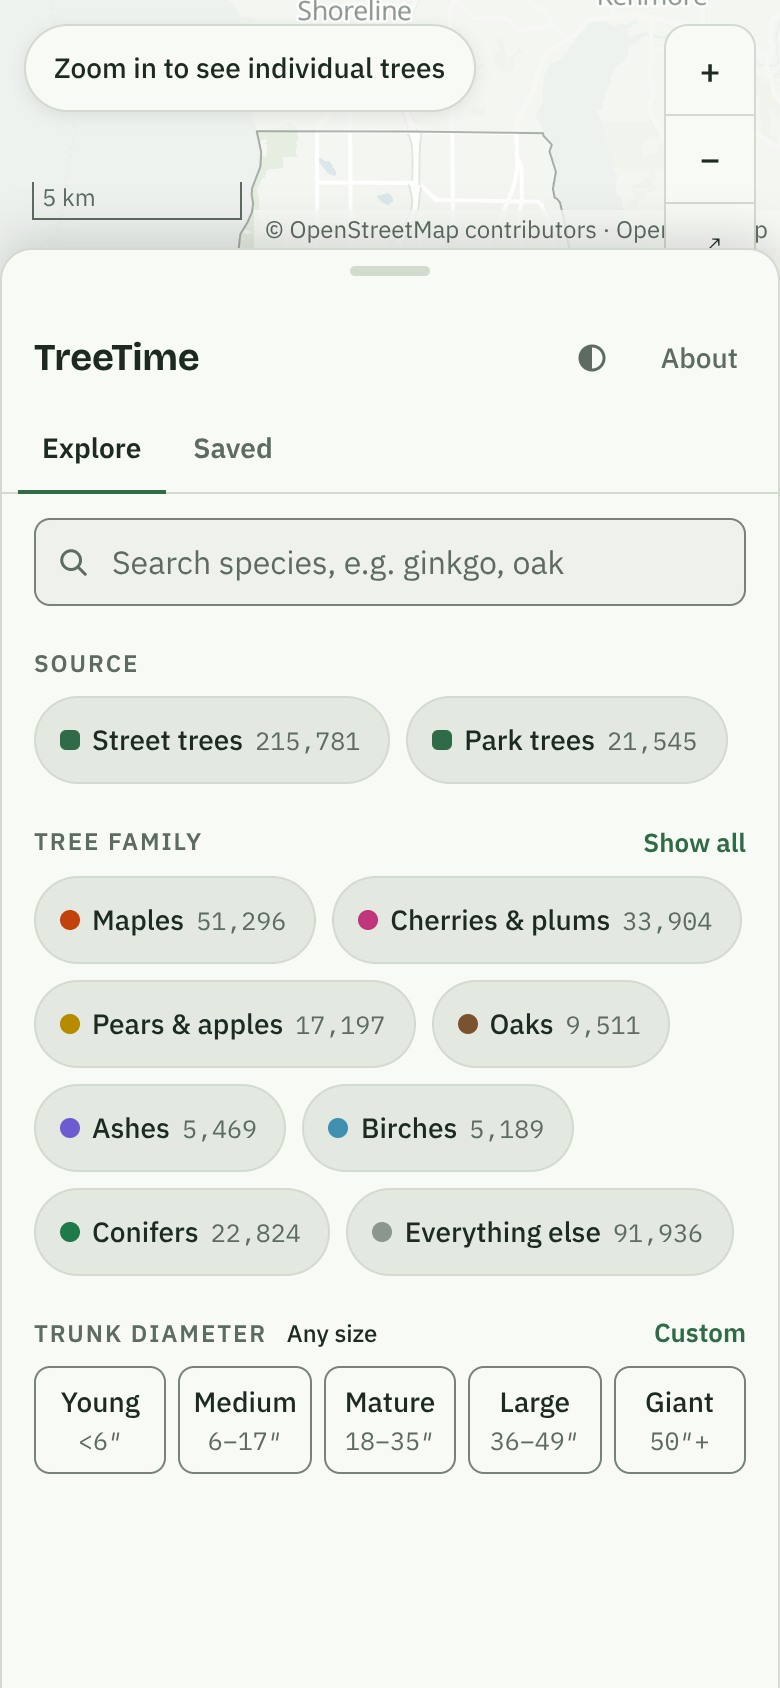 Shoreline
Kenmore
Zoom in to see individual trees
+
−
5 km
© OpenStreetMap contributors · Oper
p
TreeTime
About
Explore
Saved
Search species, e.g. ginkgo, oak
SOURCE
Street trees 215,781
Park trees 21,545
TREE FAMILY
Show all
Maples 51,296
Cherries & plums 33,904
Pears & apples 17,197
Oaks 9,511
Ashes 5,469
Birches 5,189
Conifers 22,824
Everything else 91,936
TRUNK DIAMETER Any size
Custom
Young
<6″
Medium
6–17″
Mature
18–35″
Large
36–49″
Giant
50″+